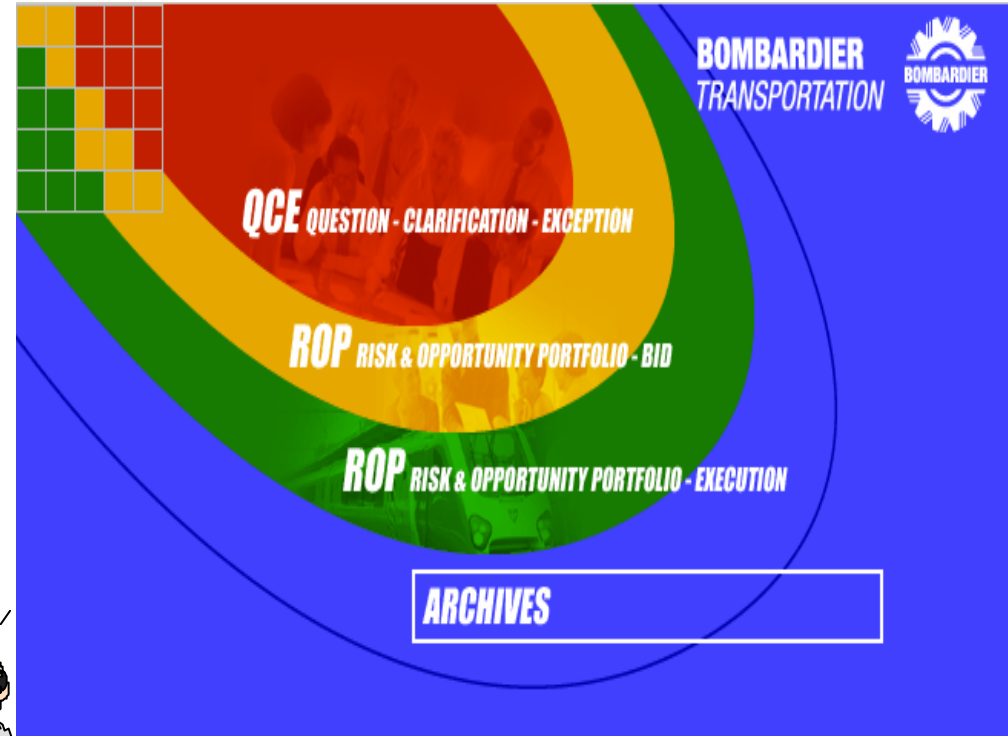 BOMBARDIER
TRANSPORTATION
BOMBARDIER
QCE QUESTION - CLARIFICATION - EXCEPTION
ROP RISK & OPPORTUNITY PORTFOLIO - BID
ROP RISK & OPPORTUNITY PORTFOLIO - EXECUTION
ARCHIVES